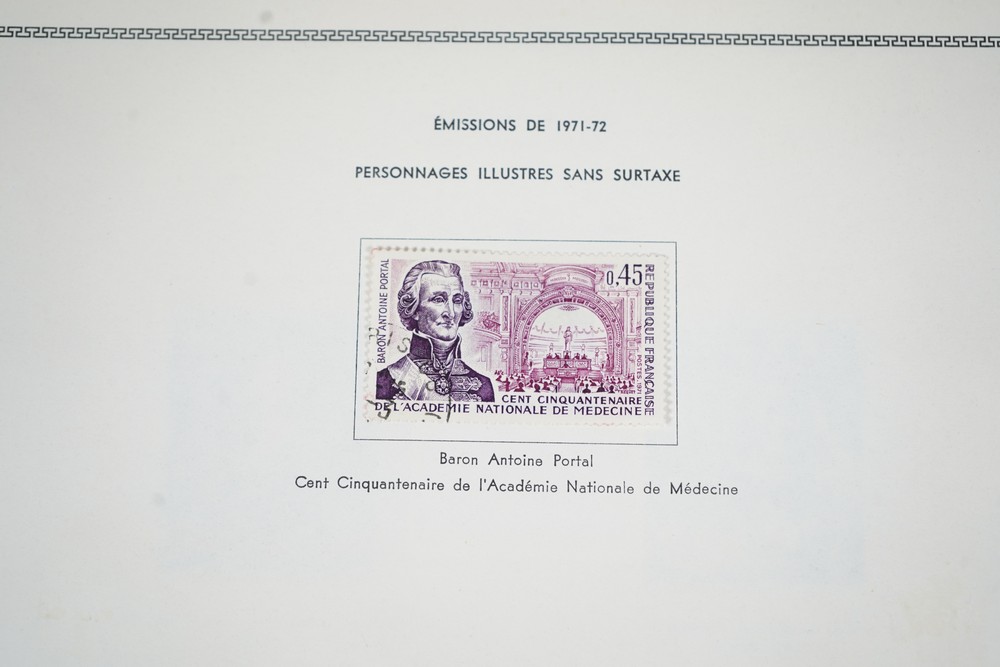 ÉMISSIONS DE 1971-72
PERSONNAGES ILLUSTRES SANS SURTAXE
BARON ANTOINE PORTAL
0,45
REPUBLIQUE FRANÇAISE
POSTES 1971
CENT CINQUANTENAIRE
DE L'ACADEMIE NATIONALE DE MEDECINE
Baron Antoine Portal
Cent Cinquantenaire de l'Académie Nationale de Médecine